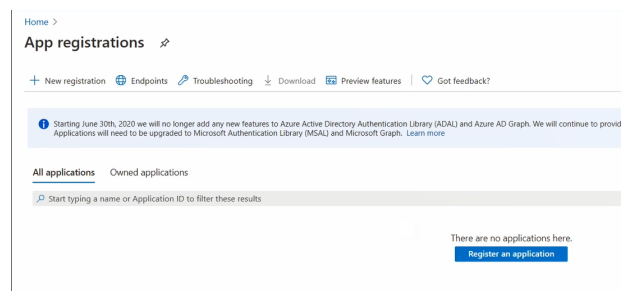 Home >
App registrations
New registration Endpoints Troubleshooting Download Preview features Got feedback?
Starting June 30th, 2020 we will no longer add any new features to Azure Active Directory Authentication Library (ADAL) and Azure AD Graph. We will continue to provid
Applications will need to be upgraded to Microsoft Authentication Library (MSAL) and Microsoft Graph. Learn more
All applications Owned applications
Start typing a name or Application ID to filter these results
There are no applications here.
Register an application